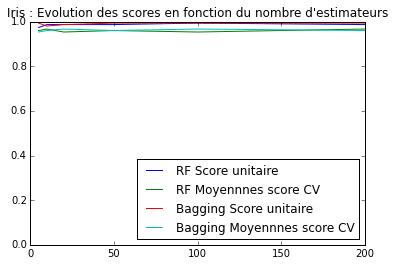 Iris : Evolution des scores en fonction du nombre d'estimateurs
1.0
0.8
0.6
0.4
0.2
0.0
RF Score unitaire
RF Moyennnes score CV
Bagging Score unitaire
Bagging Moyennnes score CV
0 50 100 150 200